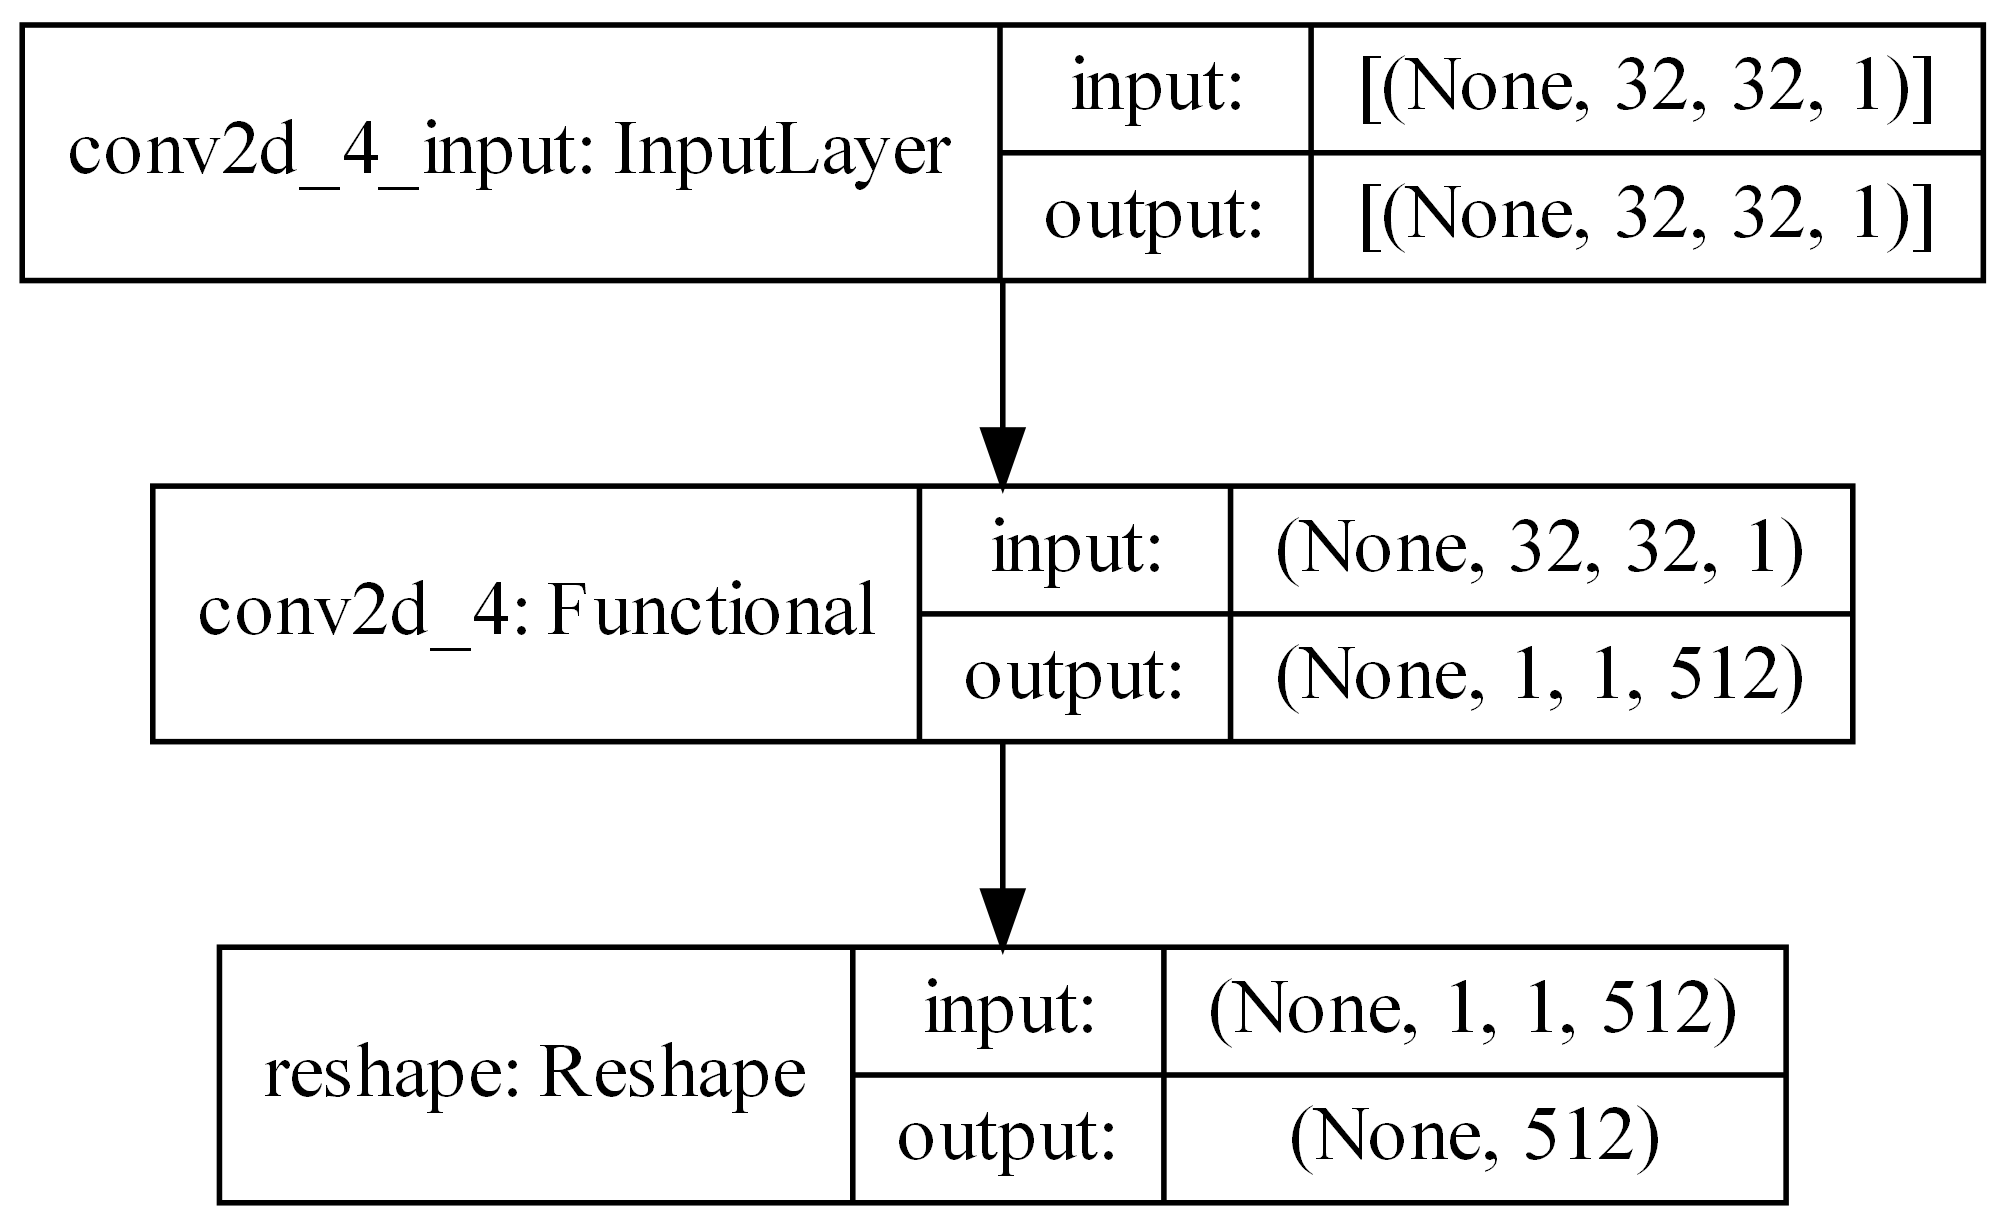 conv2d_4_input: InputLayer
input:
[(None, 32, 32, 1)]
output:
[(None, 32, 32, 1)]
conv2d_4: Functional
input:
(None, 32, 32, 1)
output:
(None, 1, 1, 512)
reshape: Reshape
input:
(None, 1, 1, 512)
output:
(None, 512)